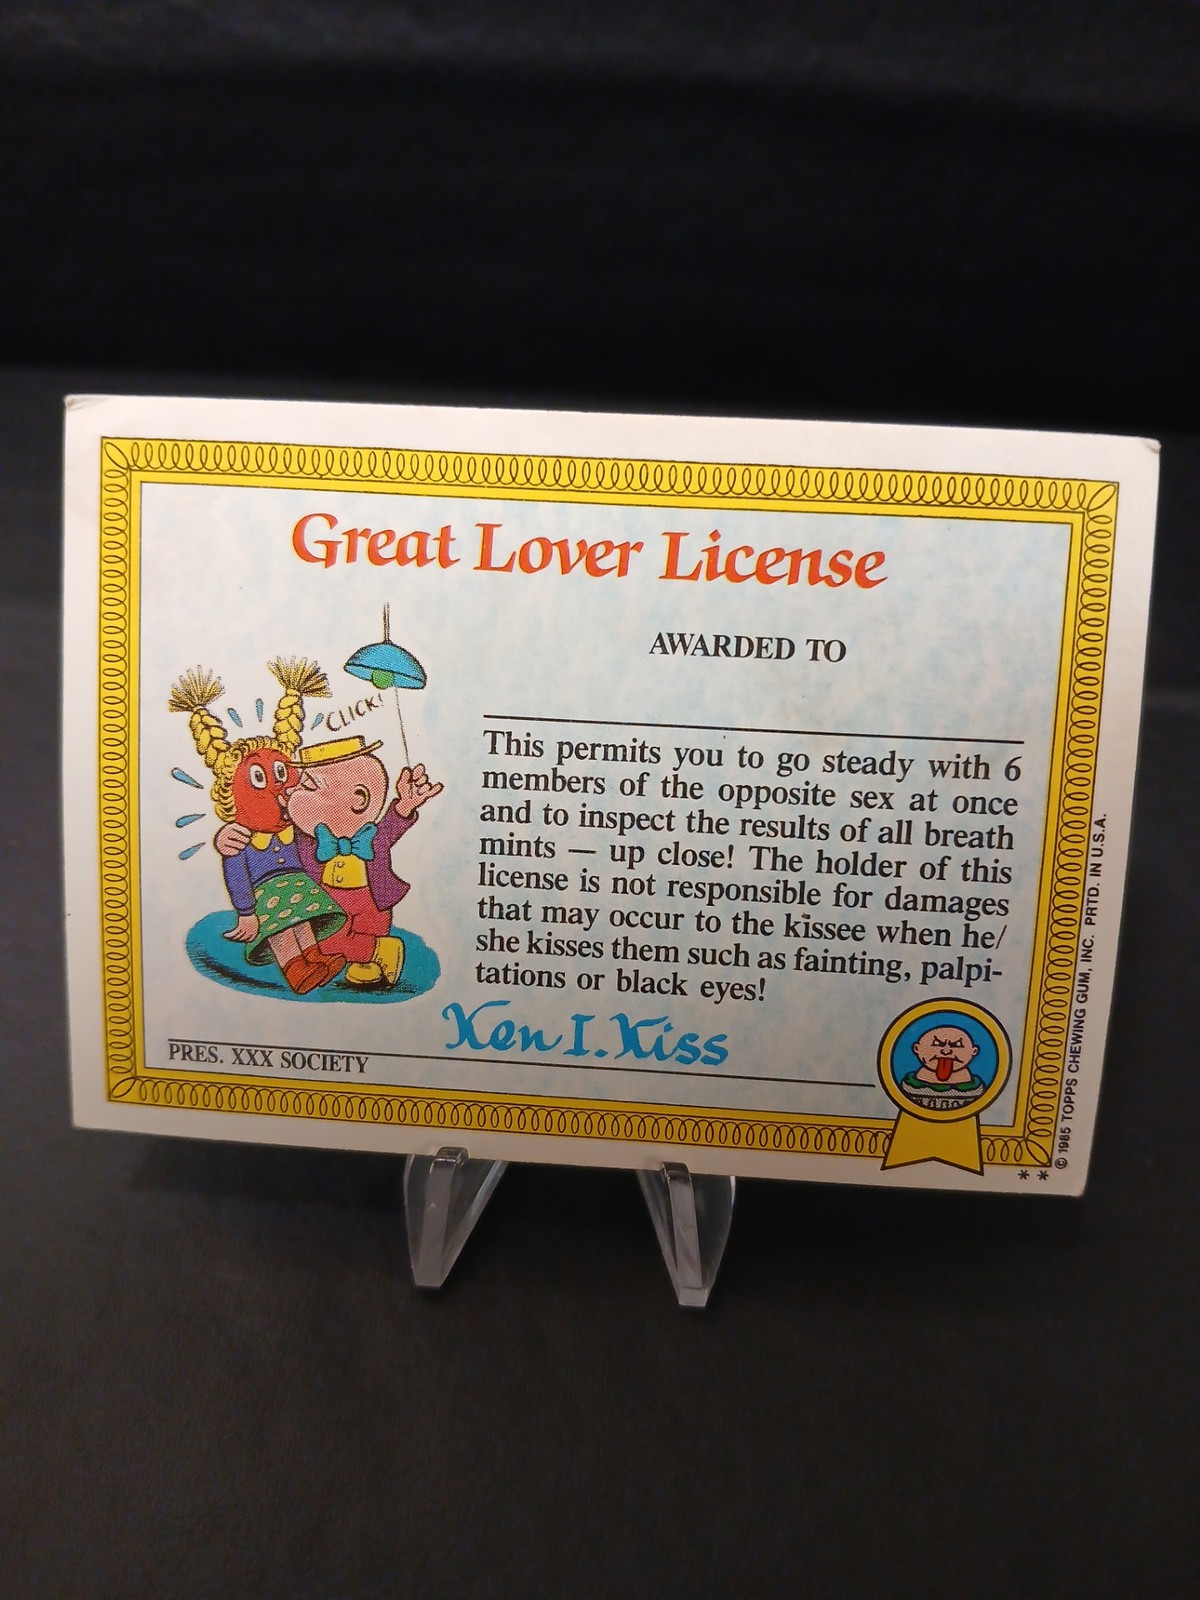 Great Lover License
AWARDED TO
CLICK!
This permits you to go steady with 6
members of the opposite sex at once
and to inspect the results of all breath
mints — up close! The holder of this
license is not responsible for damages
that may occur to the kissee when he/
she kisses them such as fainting, palpi-
tations or black eyes!
Ken I. Kiss
PRES. XXX SOCIETY
* *
© 1985 TOPPS CHEWING GUM, INC. PRTD. IN U.S.A.